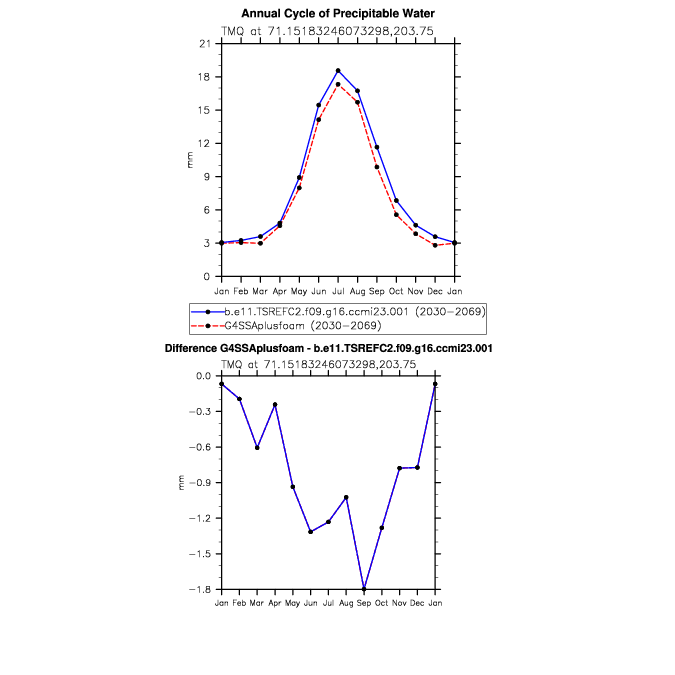 Annual Cycle of Precipitable Water
TMQ at 71.15183246073298,203.75
21
18
15
12
9
6
3
0
mm
Jan Feb Mar Apr May Jun Jul Aug Sep Oct Nov Dec Jan
b.e11.TSREFC2.f09.g16.ccmi23.001 (2030-2069)
G4SSAplusfoam (2030-2069)
Difference G4SSAplusfoam - b.e11.TSREFC2.f09.g16.ccmi23.001
TMQ at 71.15183246073298,203.75
0.0
-0.3
-0.6
-0.9
-1.2
-1.5
-1.8
mm
Jan Feb Mar Apr May Jun Jul Aug Sep Oct Nov Dec Jan